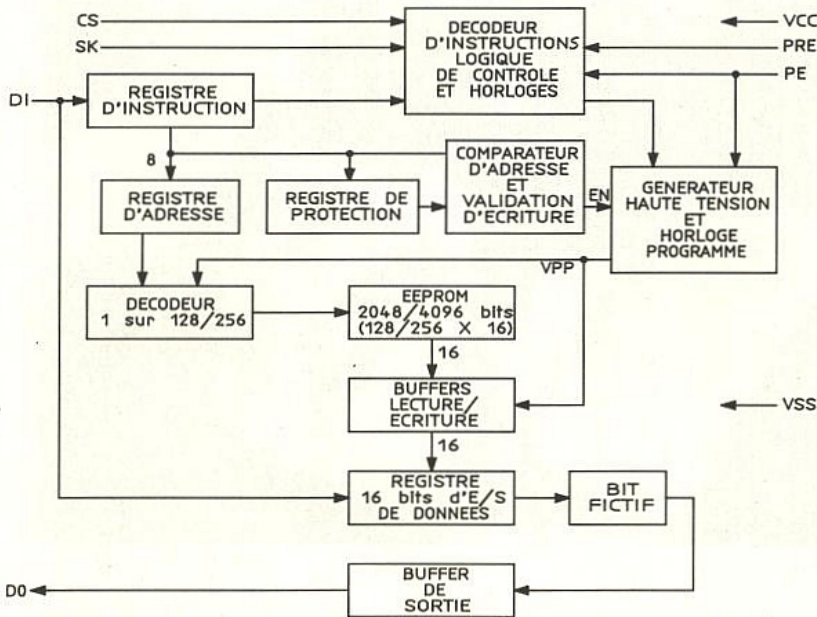 CS
SK
DI
DECODEUR
D'INSTRUCTIONS
LOGIQUE
DE CONTROLE
ET HORLOGES
VCC
PRE
PE
REGISTRE
D'INSTRUCTION
8
REGISTRE
D'ADRESSE
REGISTRE DE
PROTECTION
COMPARATEUR
D'ADRESSE
ET
VALIDATION
D'ECRITURE
EN
GENERATEUR
HAUTE TENSION
ET
HORLOGE
PROGRAMME
VPP
DECODEUR
1 sur 128/256
EEPROM
2048/4096 bits
(128/256 X 16)
16
BUFFERS
LECTURE/
ECRITURE
VSS
16
REGISTRE
16 bits d'E/S
DE DONNEES
BIT
FICTIF
D0
BUFFER
DE
SORTIE